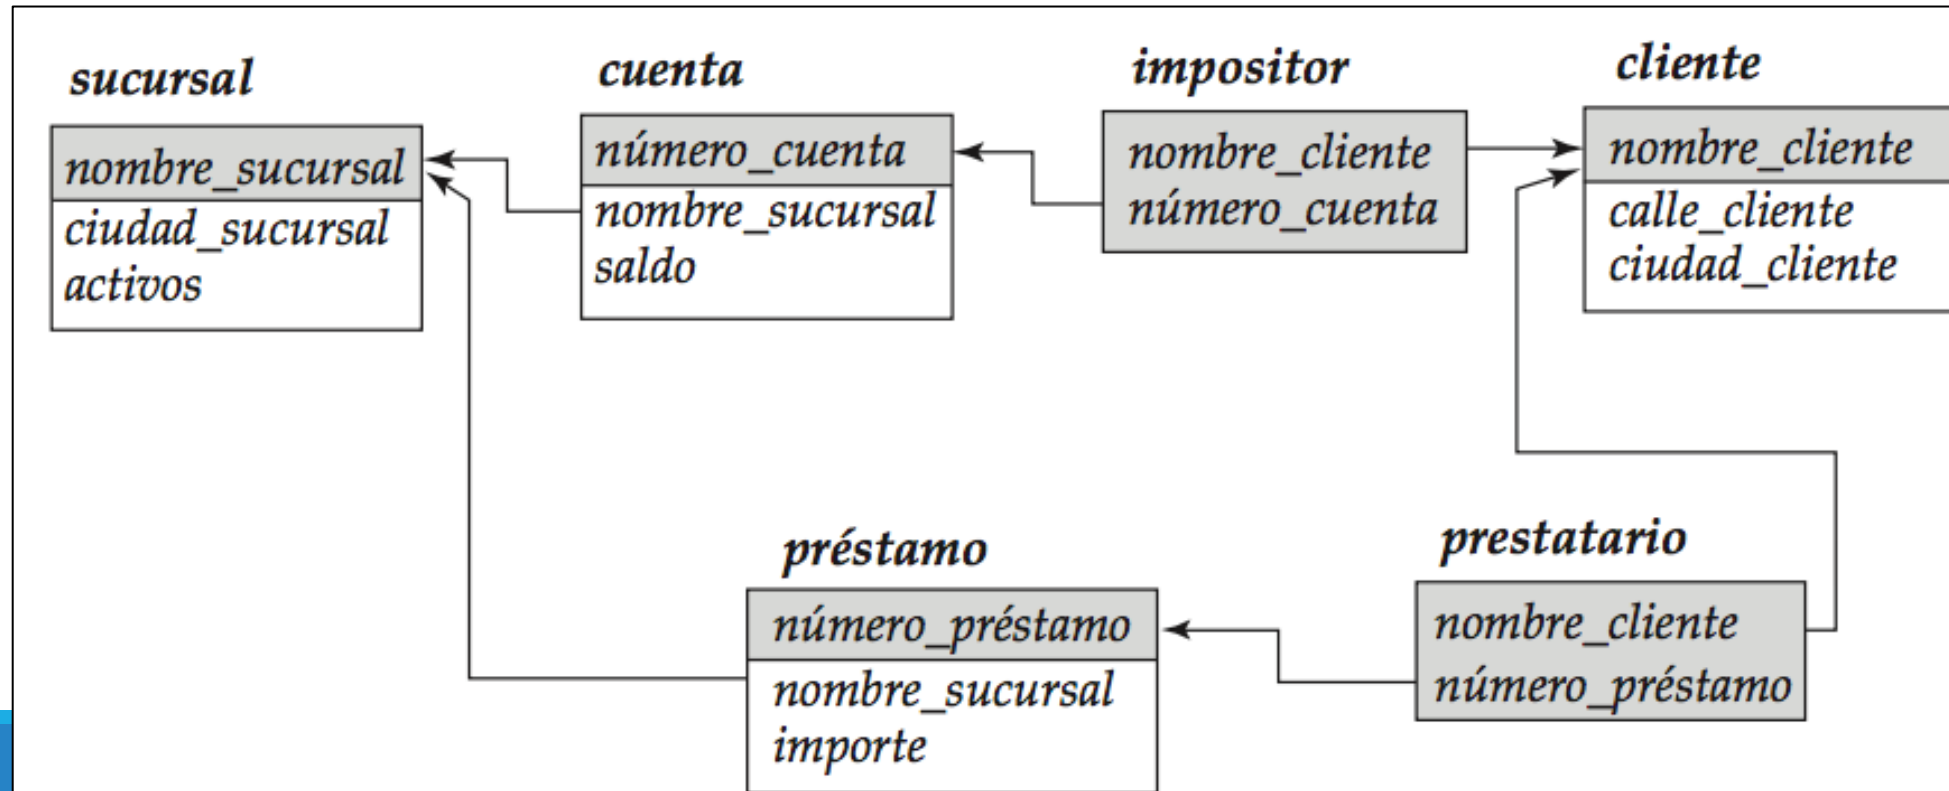 sucursal
nombre_sucursal
ciudad_sucursal
activos
cuenta
número_cuenta
nombre_sucursal
saldo
impositor
nombre_cliente
número_cuenta
cliente
nombre_cliente
calle_cliente
ciudad_cliente
préstamo
número_préstamo
nombre_sucursal
importe
prestatario
nombre_cliente
número_préstamo